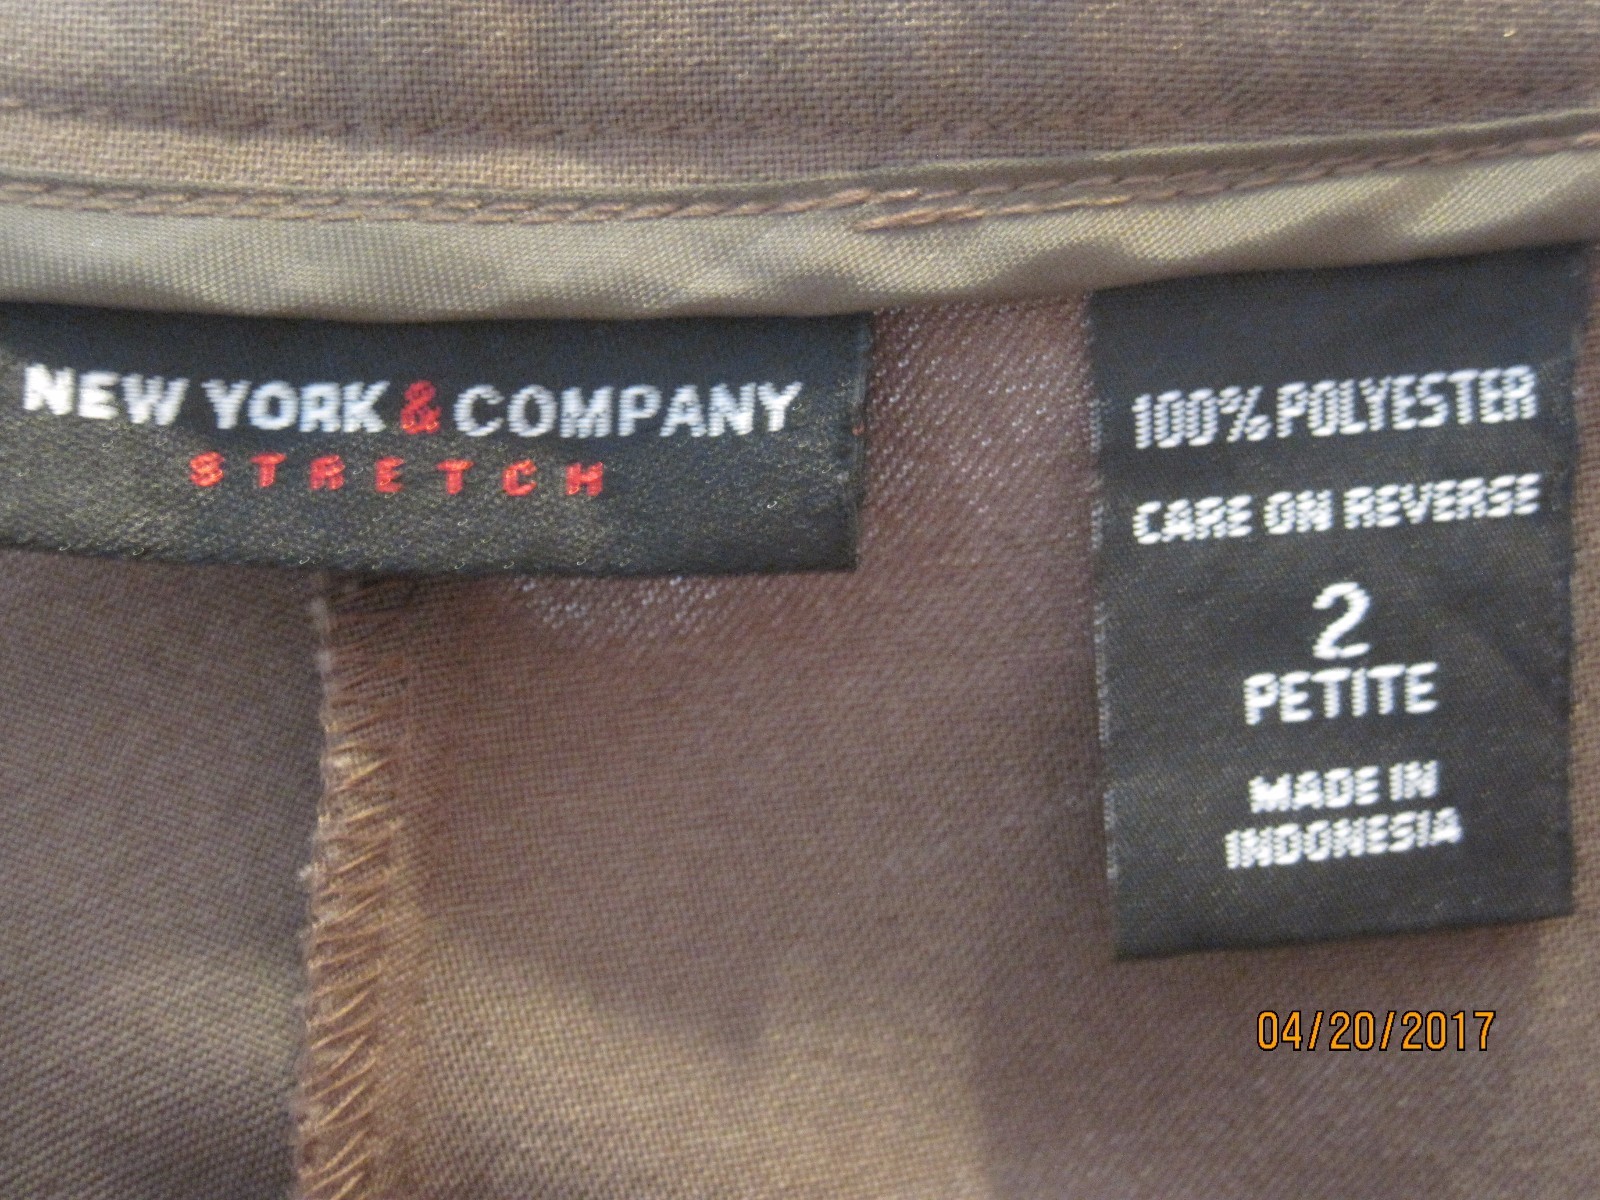 NEW YORK & COMPANY
STRETCH
100% POLYESTER
CARE ON REVERSE
2
PETITE
MADE IN
INDONESIA
04/20/2017